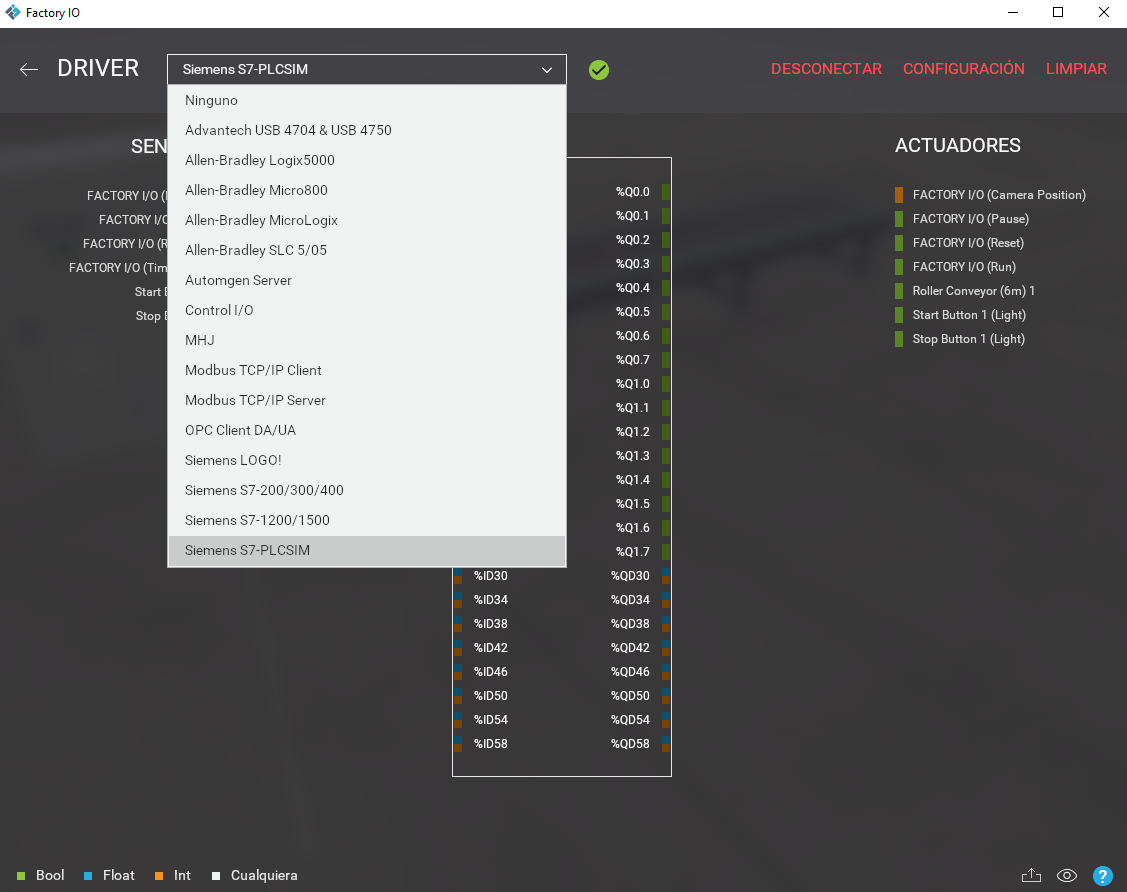 Factory IO
DRIVER
Siemens S7-PLCSIM
DESCONECTAR CONFIGURACIÓN LIMPIAR
Ninguno
Advantech USB 4704 & USB 4750
Allen-Bradley Logix5000
Allen-Bradley Micro800
Allen-Bradley MicroLogix
Allen-Bradley SLC 5/05
Automgen Server
Control I/O
MHJ
Modbus TCP/IP Client
Modbus TCP/IP Server
OPC Client DA/UA
Siemens LOGO!
Siemens S7-200/300/400
Siemens S7-1200/1500
Siemens S7-PLCSIM
SEN
FACTORY I/O (
FACTORY I/O
FACTORY I/O (R
FACTORY I/O (Tim
Start
Stop
%Q0.0
%Q0.1
%Q0.2
%Q0.3
%Q0.4
%Q0.5
%Q0.6
%Q0.7
%Q1.0
%Q1.1
%Q1.2
%Q1.3
%Q1.4
%Q1.5
%Q1.6
%Q1.7
%ID30 %QD30
%ID34 %QD34
%ID38 %QD38
%ID42 %QD42
%ID46 %QD46
%ID50 %QD50
%ID54 %QD54
%ID58 %QD58
ACTUADORES
FACTORY I/O (Camera Position)
FACTORY I/O (Pause)
FACTORY I/O (Reset)
FACTORY I/O (Run)
Roller Conveyor (6m) 1
Start Button 1 (Light)
Stop Button 1 (Light)
Bool Float Int Cualquiera
?